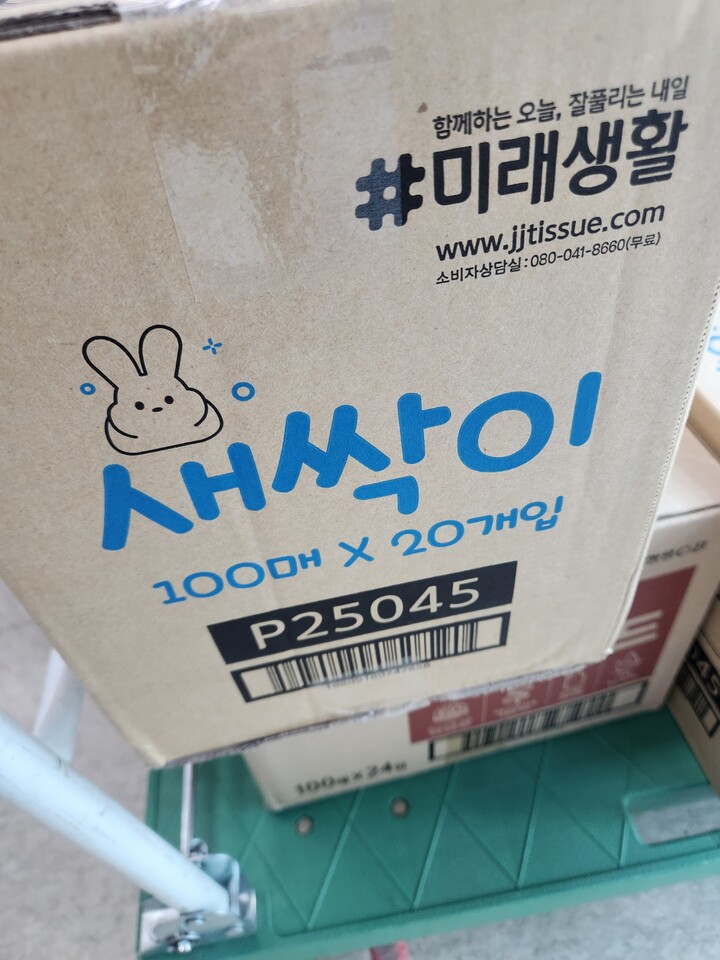 함께하는 오늘, 잘풀리는 내일
#미래생활
www.jjtissue.com
소비자상담실 : 080-041-8660(무료)
새싹이
100매 X 20개입
P25045